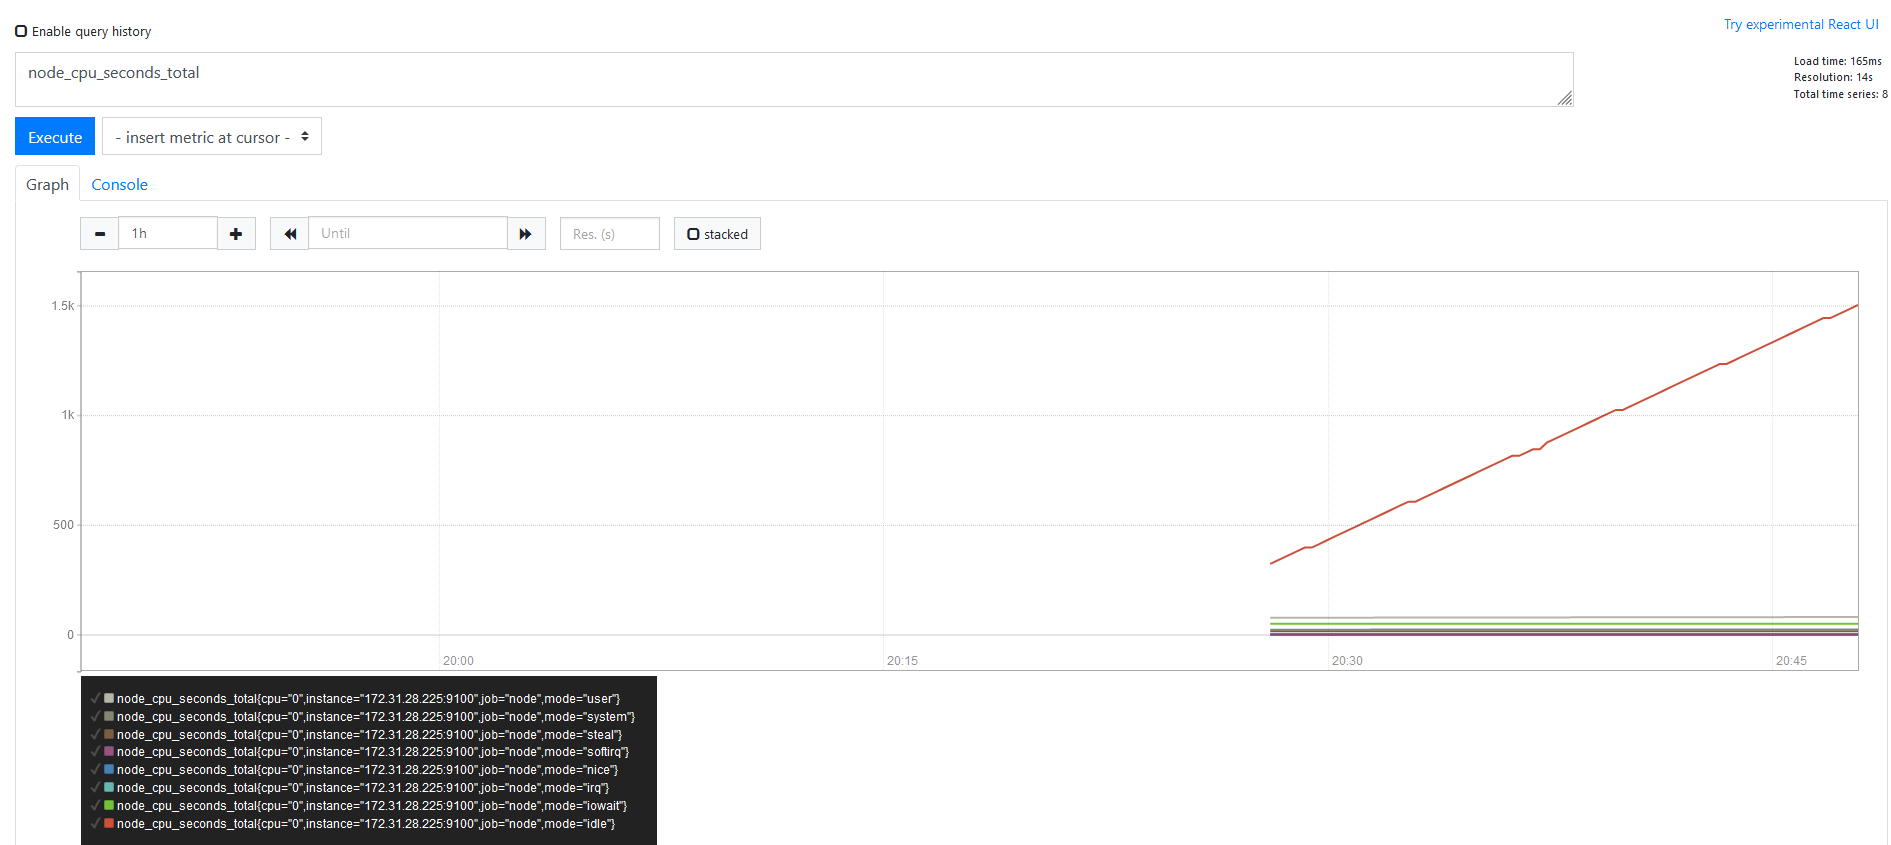 Enable query history
Try experimental React UI
node_cpu_seconds_total
Load time: 165ms
Resolution: 14s
Total time series: 8
Execute
- insert metric at cursor -
Graph
Console
1h
Until
Res. (s)
stacked
1.5k
1k
500
0
20:00
20:15
20:30
20:45
node_cpu_seconds_total{cpu="0",instance="172.31.28.225:9100",job="node",mode="user"}
node_cpu_seconds_total{cpu="0",instance="172.31.28.225:9100",job="node",mode="system"}
node_cpu_seconds_total{cpu="0",instance="172.31.28.225:9100",job="node",mode="steal"}
node_cpu_seconds_total{cpu="0",instance="172.31.28.225:9100",job="node",mode="softirq"}
node_cpu_seconds_total{cpu="0",instance="172.31.28.225:9100",job="node",mode="nice"}
node_cpu_seconds_total{cpu="0",instance="172.31.28.225:9100",job="node",mode="irq"}
node_cpu_seconds_total{cpu="0",instance="172.31.28.225:9100",job="node",mode="iowait"}
node_cpu_seconds_total{cpu="0",instance="172.31.28.225:9100",job="node",mode="idle"}